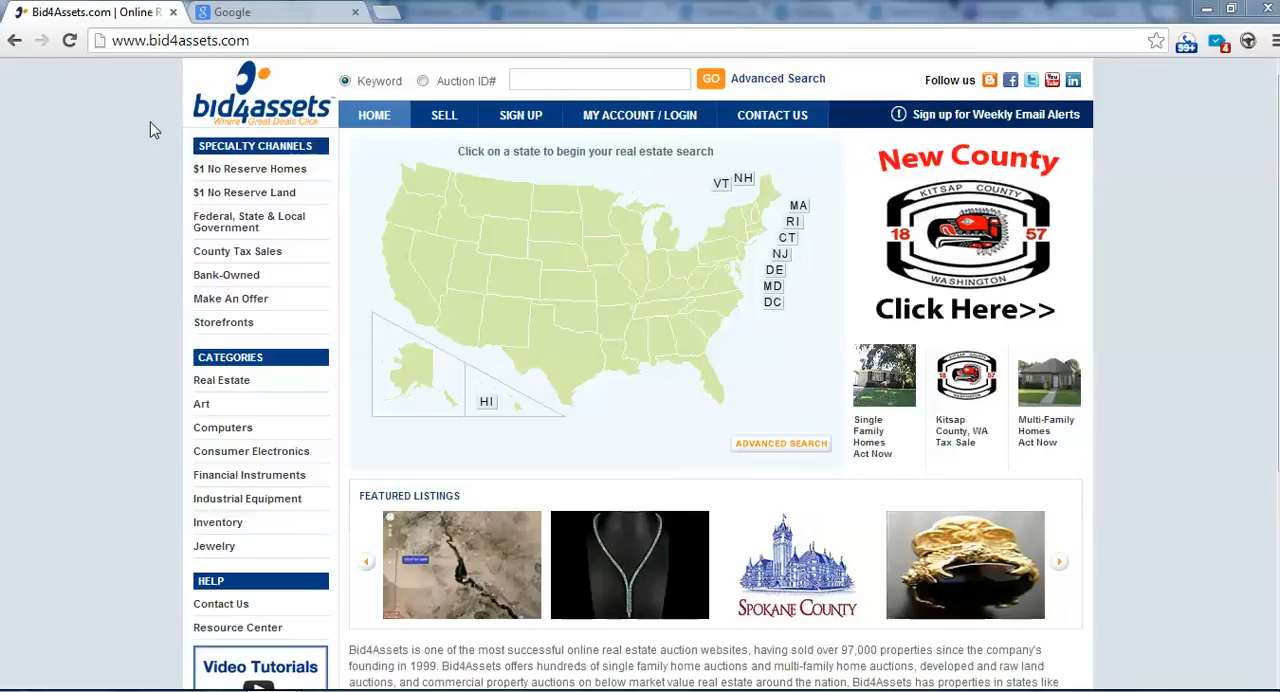 Bid4Assets.com | Online R
Google
www.bid4assets.com
99+
4
bid4assets
Where Great Deals Click
Keyword
Auction ID#
GO
Advanced Search
Follow us
You
Tube
in
HOME
SELL
SIGN UP
MY ACCOUNT / LOGIN
CONTACT US
Sign up for Weekly Email Alerts
SPECIALTY CHANNELS
$1 No Reserve Homes
$1 No Reserve Land
Federal, State & Local
Government
County Tax Sales
Bank-Owned
Make An Offer
Storefronts
CATEGORIES
Real Estate
Art
Computers
Consumer Electronics
Financial Instruments
Industrial Equipment
Inventory
Jewelry
HELP
Contact Us
Resource Center
Video Tutorials
Click on a state to begin your real estate search
VT
NH
MA
RI
CT
NJ
DE
MD
DC
HI
ADVANCED SEARCH
New County
KITSAP COUNTY
18 57
WASHINGTON
Click Here>>
Single
Family
Homes
Act Now
Kitsap
County, WA
Tax Sale
Multi-Family
Homes
Act Now
FEATURED LISTINGS
SPOKANE COUNTY
Bid4Assets is one of the most successful online real estate auction websites, having sold over 97,000 properties since the company's
founding in 1999. Bid4Assets offers hundreds of single family home auctions and multi-family home auctions, developed and raw land
auctions, and commercial property auctions on below market value real estate around the nation. Bid4Assets has properties in states like